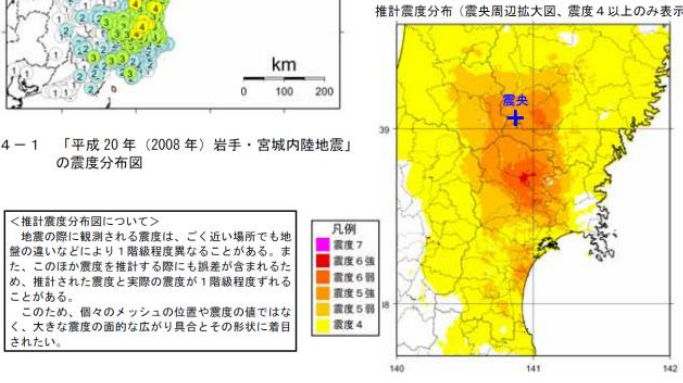 推計震度分布（震央周辺拡大図、震度４以上のみ表示
km
0 100 200
４－１ 「平成 20 年（2008 年）岩手・宮城内陸地震」
の震度分布図
＜推計震度分布図について＞
地震の際に観測される震度は、ごく近い場所でも地
盤の違いなどにより１階級程度異なることがある。ま
た、このほか震度を推計する際にも誤差が含まれるた
め、推計された震度と実際の震度が１階級程度ずれる
ことがある。
このため、個々のメッシュの位置や震度の値ではな
く、大きな震度の面的な広がり具合とその形状に着目
されたい。
凡例
震度７
震度６強
震度６弱
震度５強
震度５弱
震度４
震央
39
140 141 142